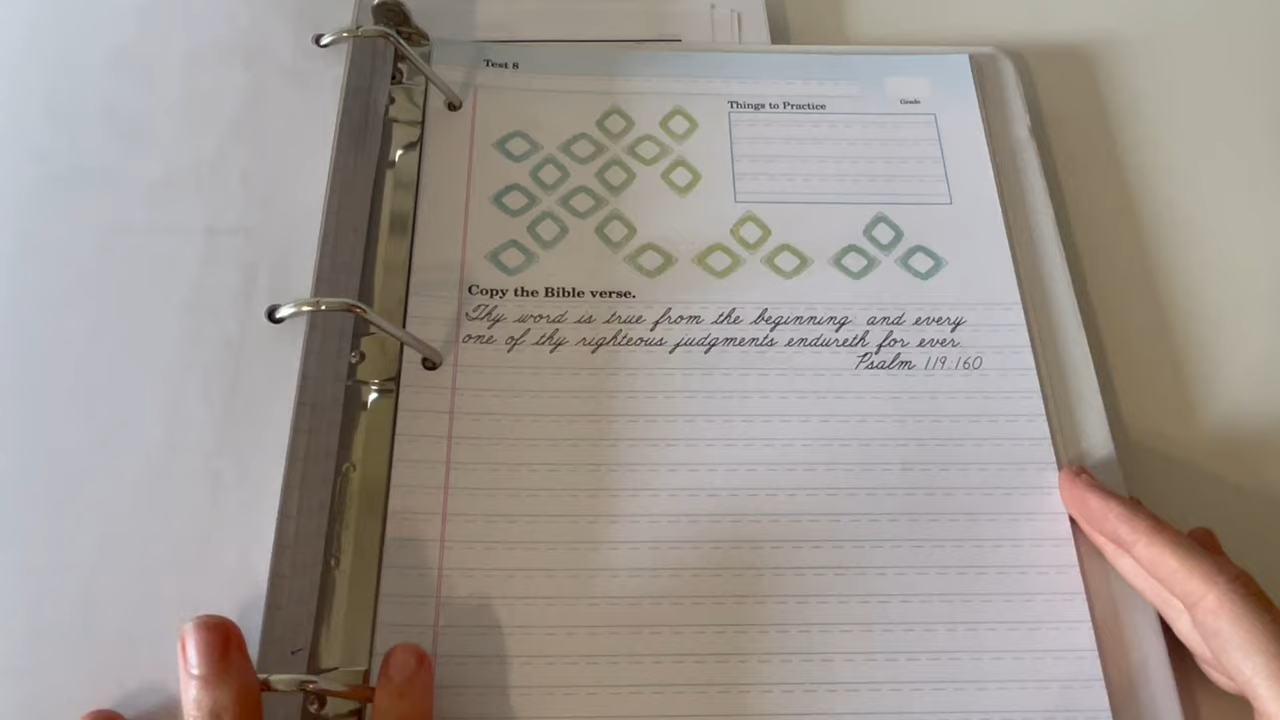 Test 8
Grade
Things to Practice
Copy the Bible verse.
Thy word is true from the beginning: and every
one of thy righteous judgments endureth for ever.
Psalm 119:160